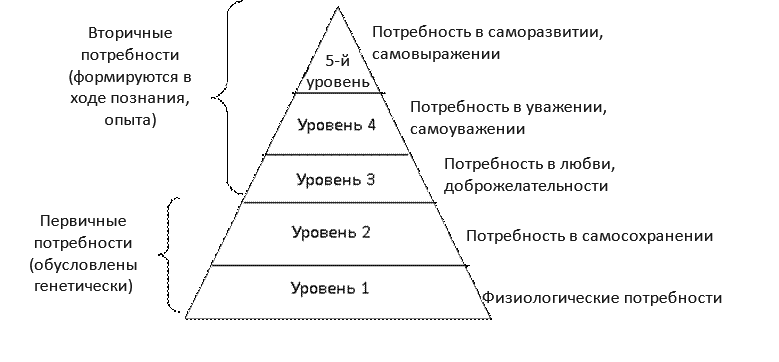 Вторичные
потребности
(формируются в
ходе познания,
опыта)
Первичные
потребности
(обусловлены
генетически)
5-й
уровень
Уровень 4
Уровень 3
Уровень 2
Уровень 1
Потребность в саморазвитии,
самовыражении
Потребность в уважении,
самоуважении
Потребность в любви,
доброжелательности
Потребность в самосохранении
Физиологические потребности